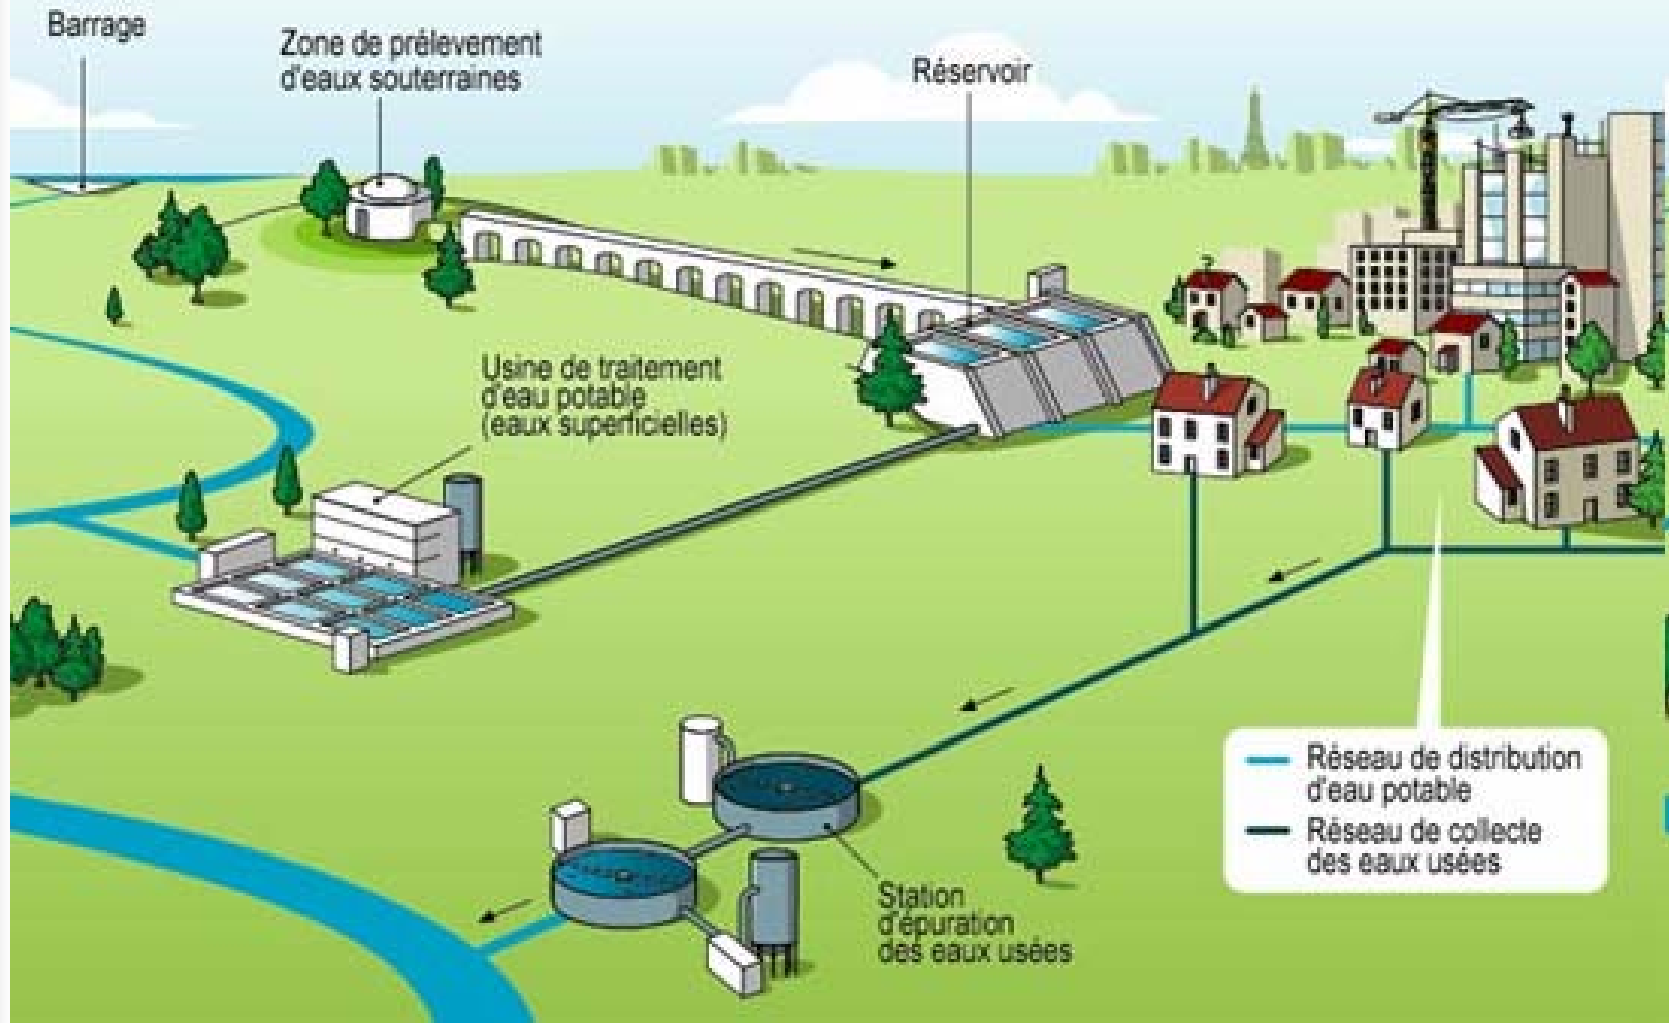 Barrage
Zone de prélèvement
d'eaux souterraines
Réservoir
Usine de traitement
d'eau potable
(eaux superficielles)
Réseau de distribution
d'eau potable
Réseau de collecte
des eaux usées
Station
d'épuration
des eaux usées